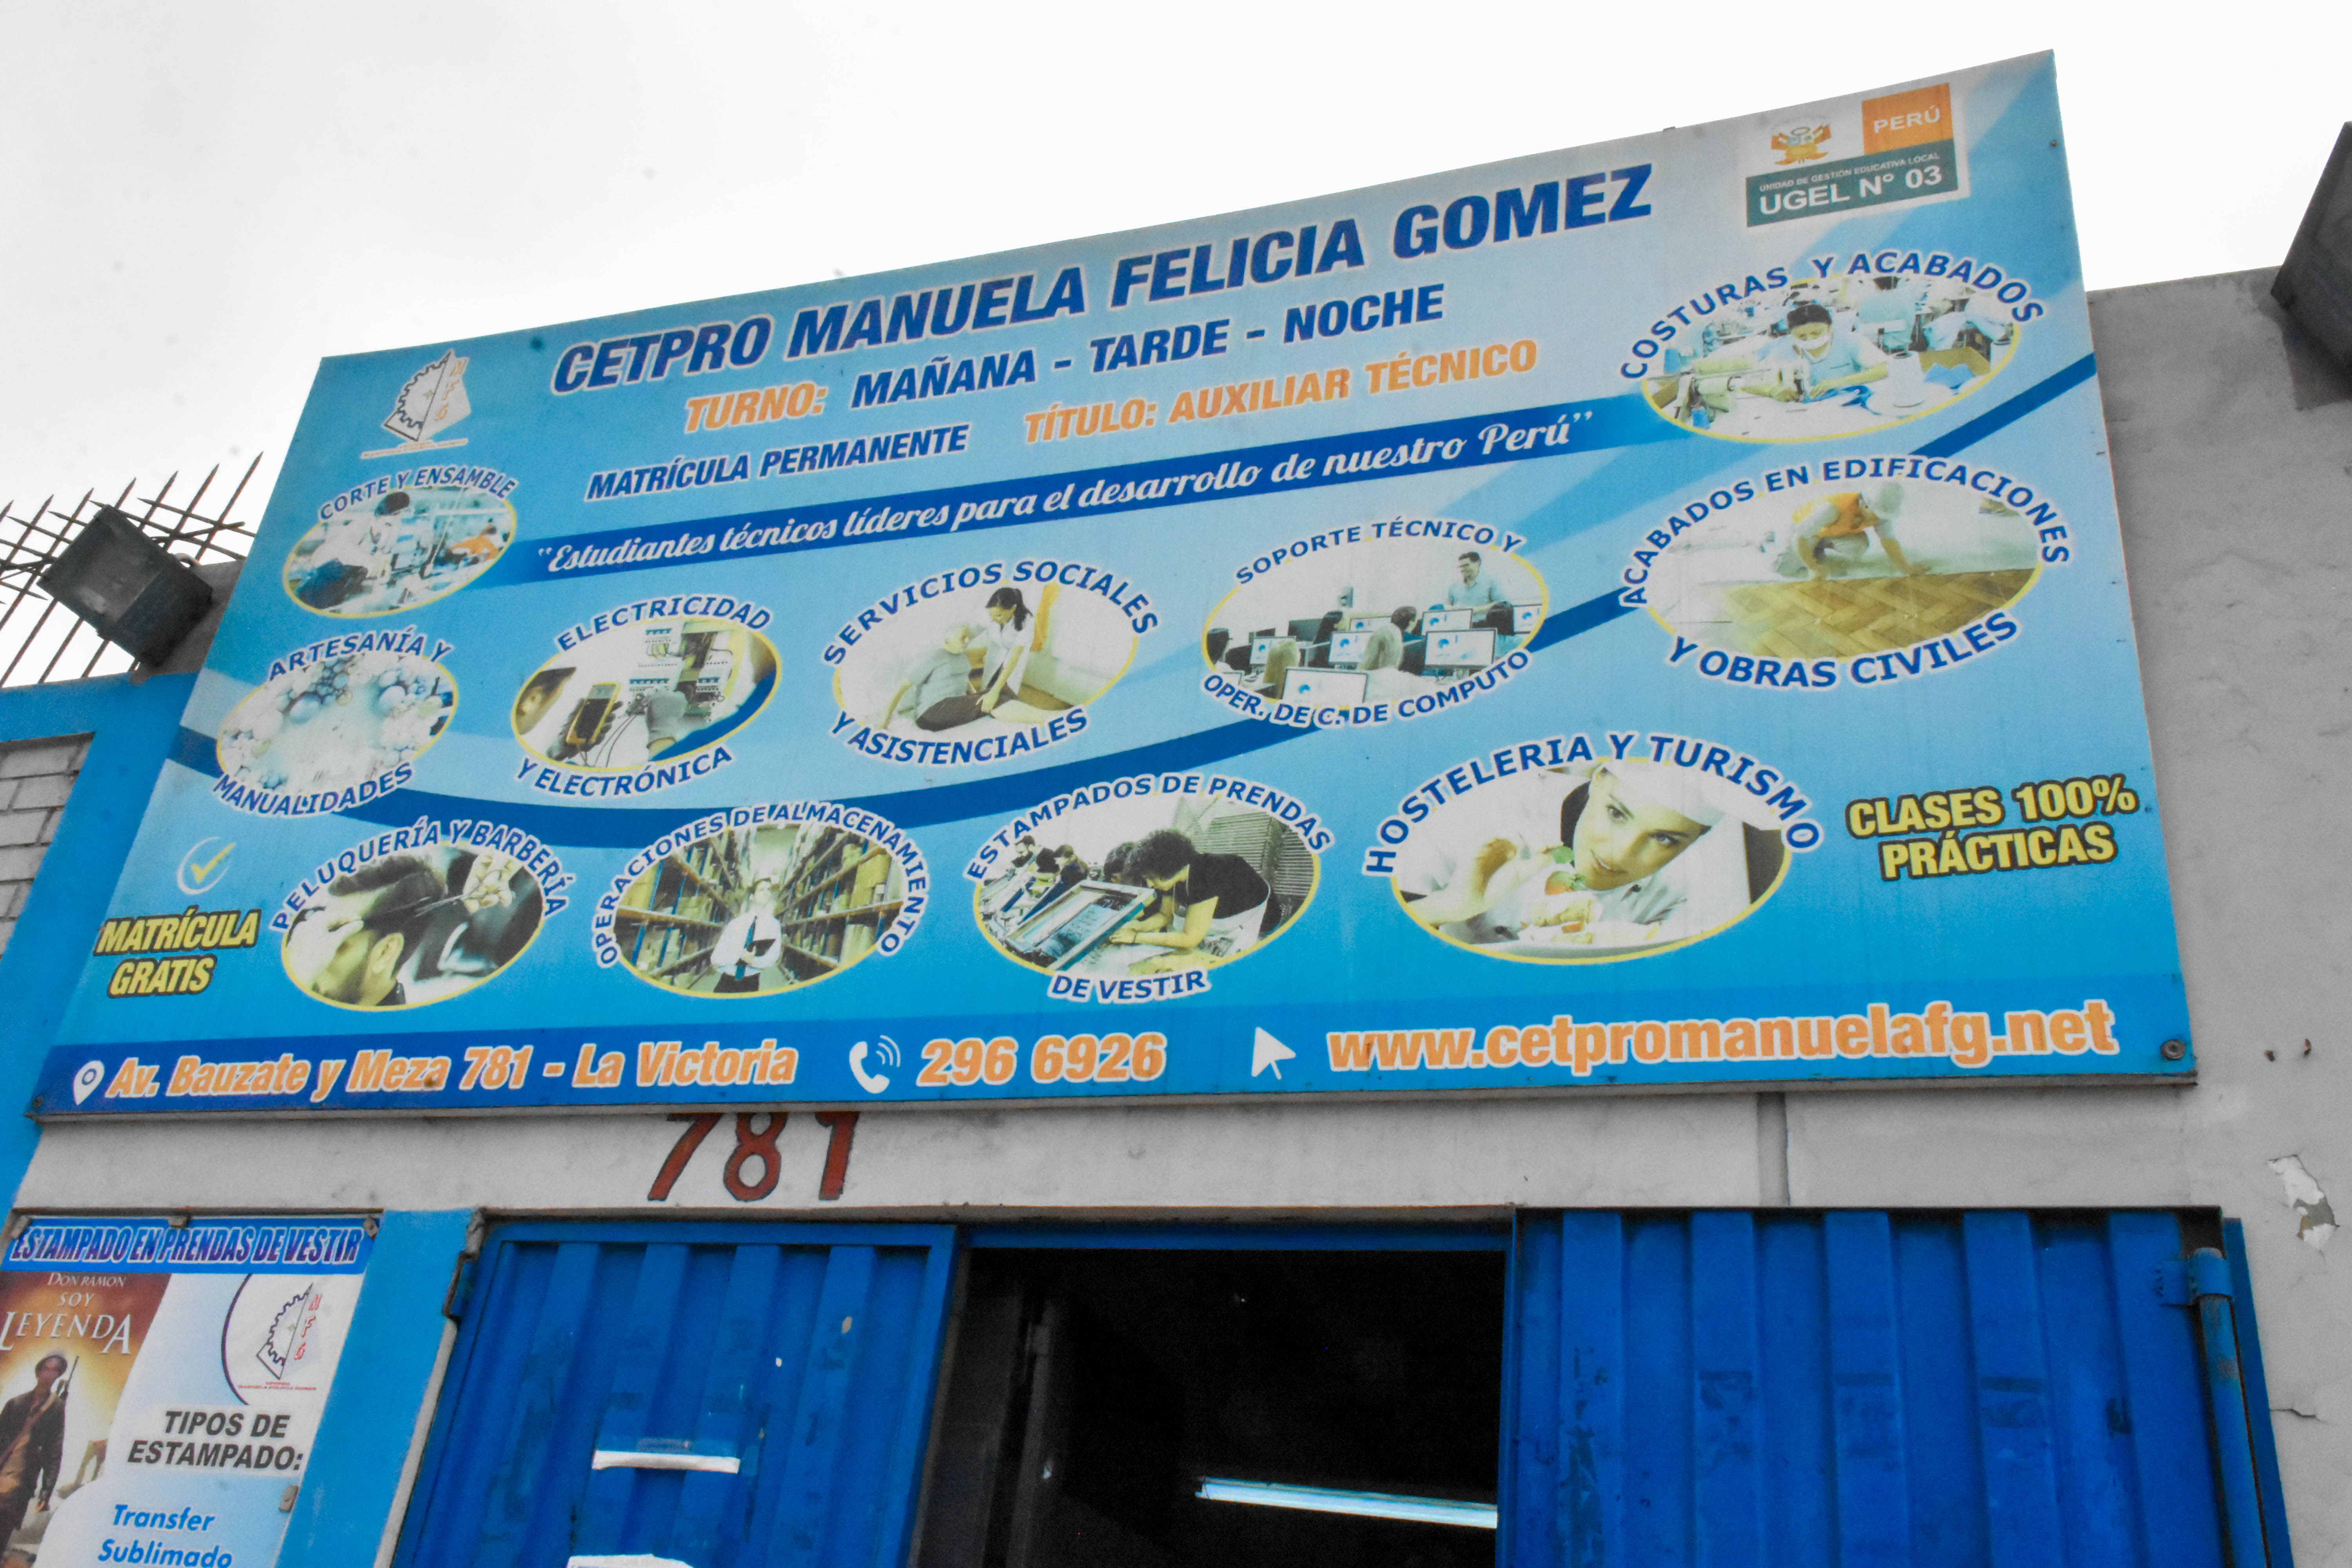 PERÚ
UNIDAD DE GESTIÓN EDUCATIVA LOCAL
UGEL N° 03
CETPRO MANUELA FELICIA GOMEZ
TURNO: MAÑANA - TARDE - NOCHE
MATRÍCULA PERMANENTE TÍTULO: AUXILIAR TÉCNICO
"Estudiantes técnicos líderes para el desarrollo de nuestro Perú"
CORTE Y ENSAMBLE
COSTURAS Y ACABADOS
ARTESANÍA Y
MANUALIDADES
ELECTRICIDAD
Y ELECTRÓNICA
SERVICIOS SOCIALES
Y ASISTENCIALES
SOPORTE TÉCNICO Y
OPER. DE C. DE COMPUTO
ACABADOS EN EDIFICACIONES
Y OBRAS CIVILES
MATRÍCULA
GRATIS
PELUQUERÍA Y BARBERÍA
OPERACIONES DE ALMACENAMIENTO
ESTAMPADOS DE PRENDAS
DE VESTIR
HOSTELERIA Y TURISMO
CLASES 100%
PRÁCTICAS
Av. Bauzate y Meza 781 - La Victoria 296 6926 www.cetpromanuelafg.net
781
ESTAMPADO EN PRENDAS DE VESTIR
DON RAMON
SOY
LEYENDA
TIPOS DE
ESTAMPADO:
Transfer
Sublimado